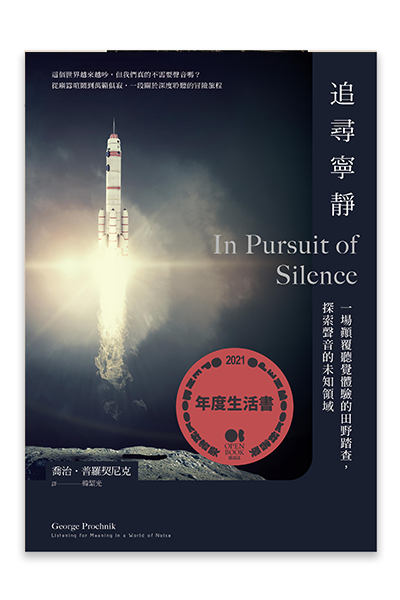 這個世界越來越吵，但我們真的不需要聲音嗎？
從塵囂喧鬧到萬籟俱寂，一段關於深度聆聽的冒險旅程
追尋寧靜
In Pursuit of
Silence
一場顛覆聽覺體驗的田野踏查，
探索聲音的未知領域
2021
年度生活書
OPEN
BOOK
喬治・普羅契尼克
譯 韓絜光
George Prochnik
Listening for Meaning in a World of Noise